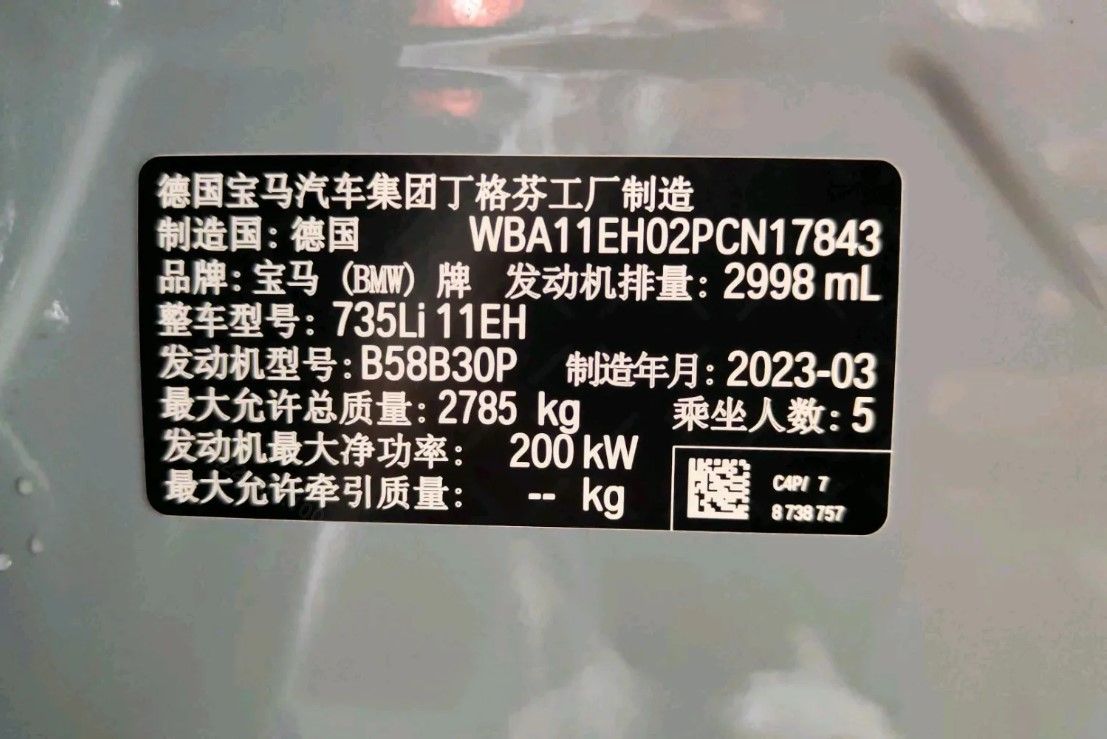 德国宝马汽车集团丁格芬工厂制造
制造国：德国 WBA11EH02PCN17843
品牌：宝马（BMW）牌 发动机排量：2998 mL
整车型号：735Li 11EH
发动机型号：B58B30P 制造年月：2023-03
最大允许总质量：2785 kg 乘坐人数：5
发动机最大净功率： 200 kW
最大允许牵引质量： -- kg
C4P/ 7
8 738 757